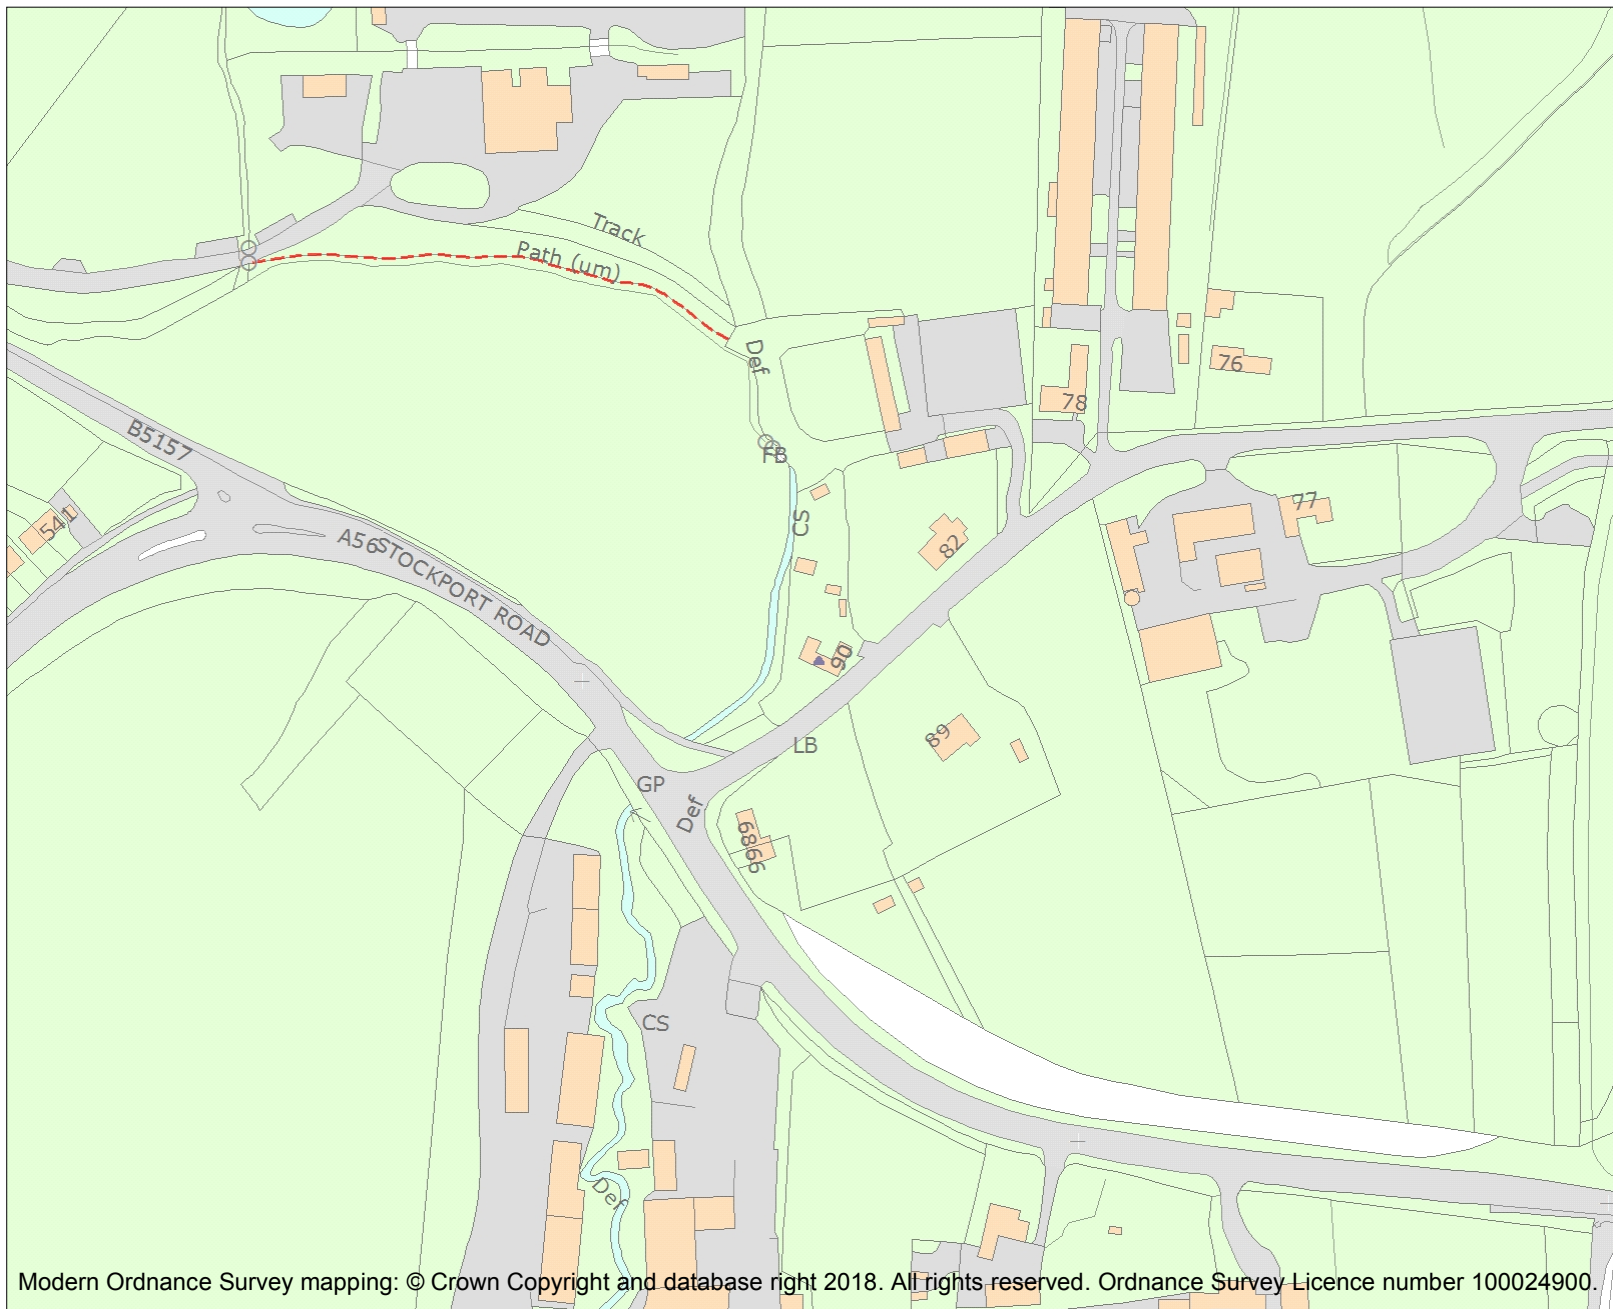 Track
Path (um)
Def
76
78
B5157
FB
77
541
CS
A56
STOCKPORT ROAD
82
90
89
LB
GP
Def
6866
CS
Def
Modern Ordnance Survey mapping: © Crown Copyright and database right 2018. All rights reserved. Ordnance Survey Licence number 100024900.